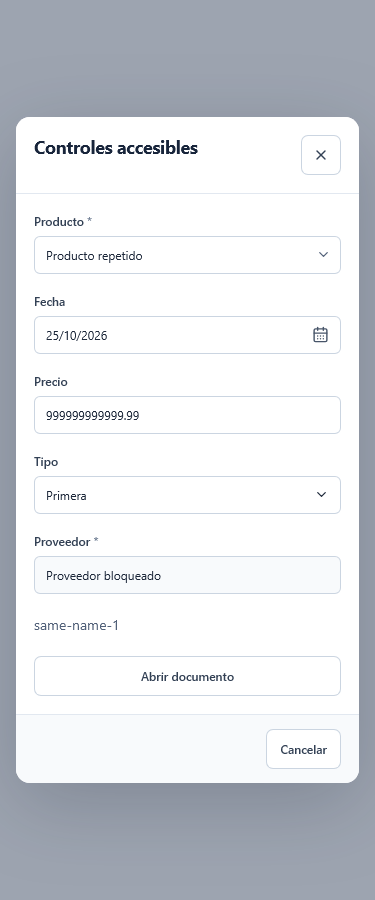 Controles accesibles
Producto *
Producto repetido
Fecha
25/10/2026
Precio
999999999999.99
Tipo
Primera
Proveedor *
Proveedor bloqueado
same-name-1
Abrir documento
Cancelar